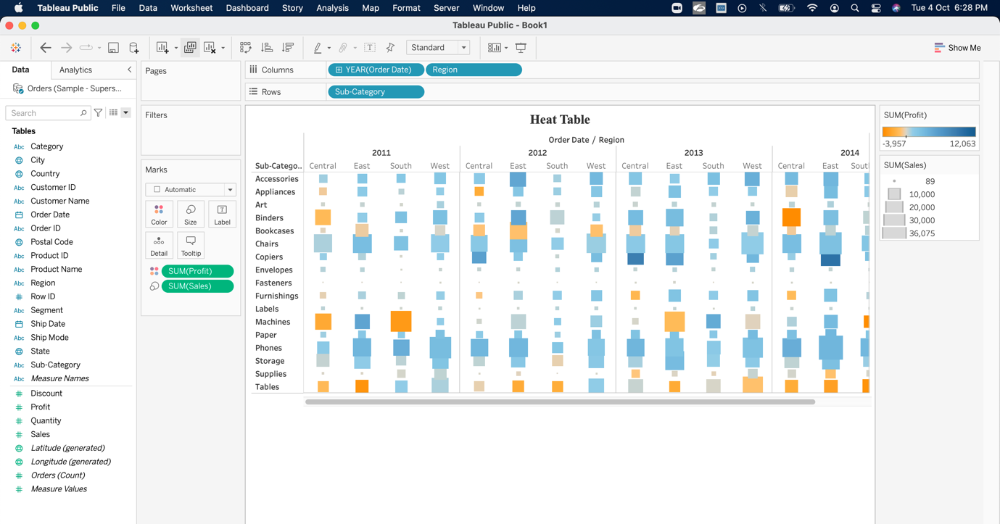 Tableau Public File Data Worksheet Dashboard Story Analysis Map Format Server Window Help Tue 4 Oct 6:28 PM
Tableau Public - Book1
Standard Show Me
Data Analytics
Orders (Sample - Supers...
Search
Tables
Abc Category
City
Country
Abc Customer ID
Abc Customer Name
Order Date
Abc Order ID
Postal Code
Abc Product ID
Abc Product Name
Abc Region
Row ID
Abc Segment
Ship Date
Abc Ship Mode
State
Abc Sub-Category
Abc Measure Names
Discount
Profit
Quantity
Sales
Latitude (generated)
Longitude (generated)
Orders (Count)
Measure Values
Pages
Filters
Marks
Automatic
Color Size Label
Detail Tooltip
SUM(Profit)
SUM(Sales)
Columns YEAR(Order Date) Region
Rows Sub-Category
Heat Table
Order Date / Region
2011 2012 2013 2014
Sub-Catego.. Central East South West Central East South West Central East South West Central East Sout
Accessories
Appliances
Art
Binders
Bookcases
Chairs
Copiers
Envelopes
Fasteners
Furnishings
Labels
Machines
Paper
Phones
Storage
Supplies
Tables
SUM(Profit)
-3,957 12,063
SUM(Sales)
89
10,000
20,000
30,000
36,075